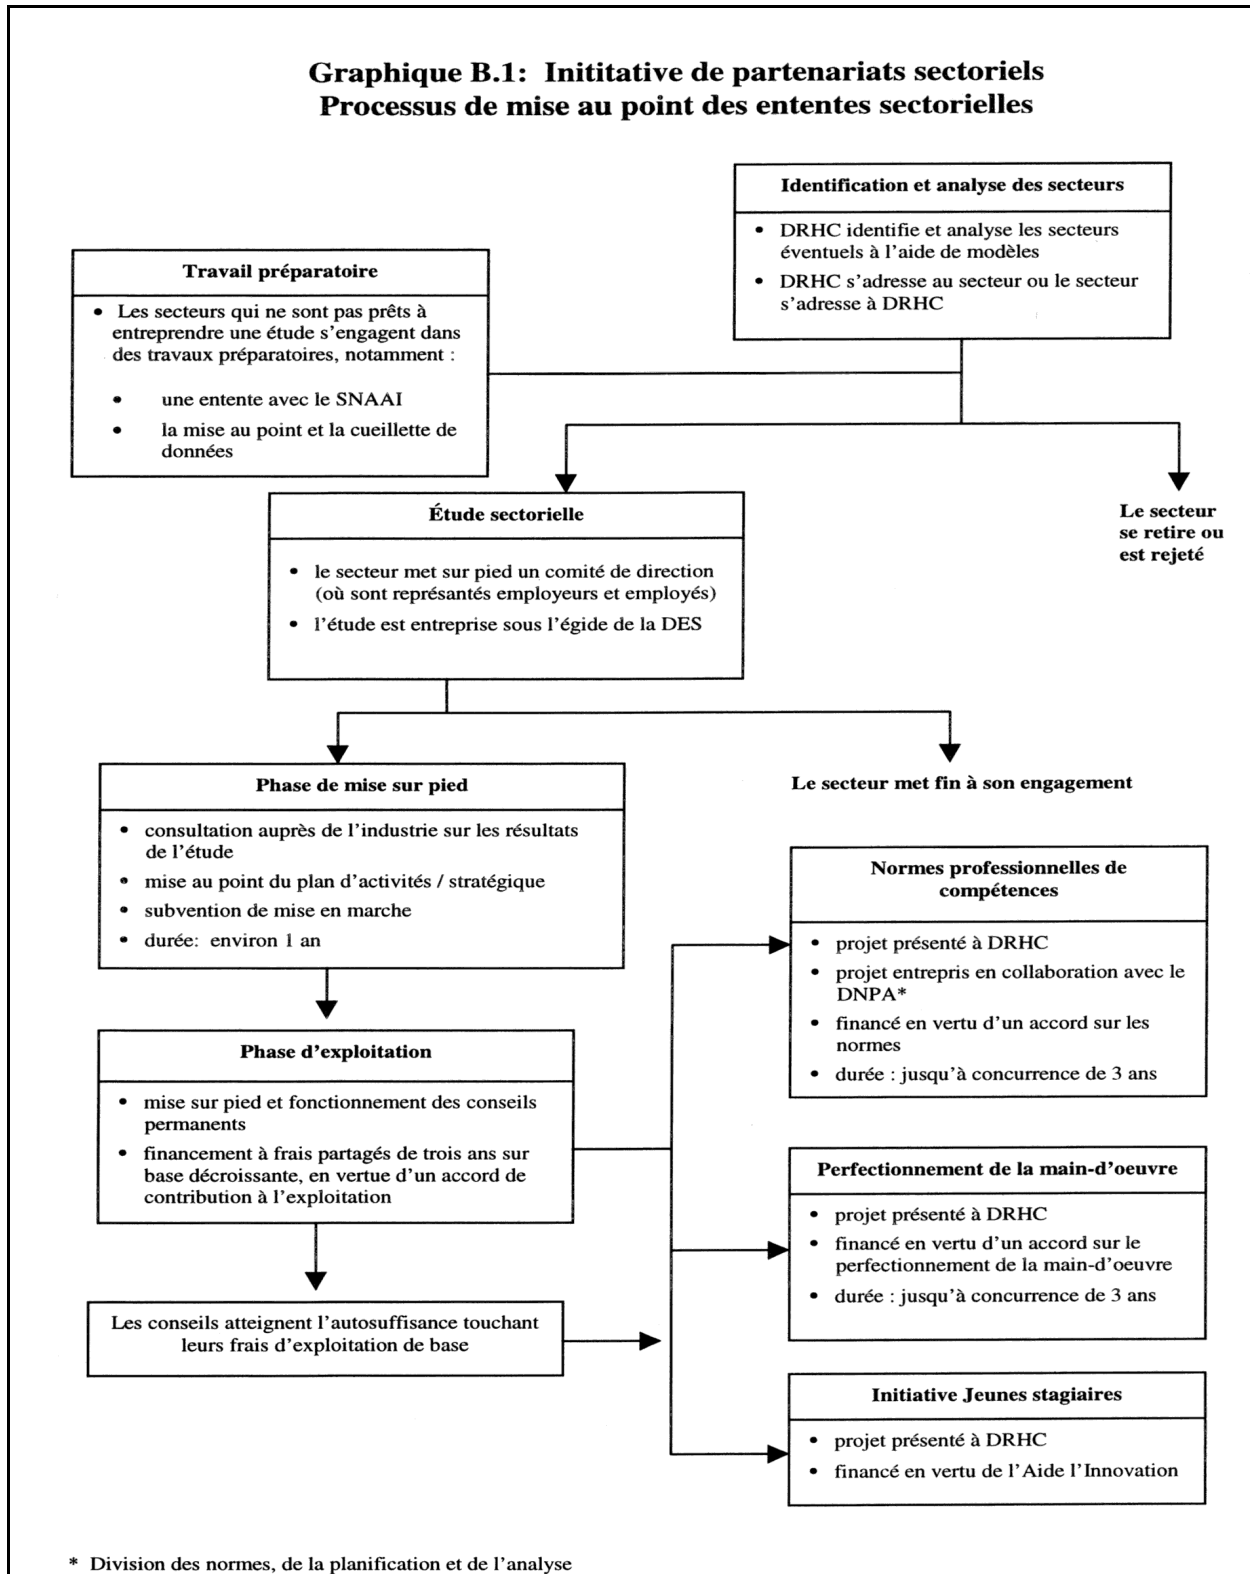 Graphique B.1: Inititative de partenariats sectoriels
Processus de mise au point des ententes sectorielles
Identification et analyse des secteurs
• DRHC identifie et analyse les secteurs
éventuels à l'aide de modèles
• DRHC s'adresse au secteur ou le secteur
s'adresse à DRHC
Travail préparatoire
• Les secteurs qui ne sont pas prêts à
entreprendre une étude s'engagent dans
des travaux préparatoires, notamment :
• une entente avec le SNAAI
• la mise au point et la cueillette de
données
Étude sectorielle
• le secteur met sur pied un comité de direction
(où sont représantés employeurs et employés)
• l'étude est entreprise sous l'égide de la DES
Le secteur
se retire ou
est rejeté
Phase de mise sur pied
• consultation auprès de l'industrie sur les résultats
de l'étude
• mise au point du plan d'activités / stratégique
• subvention de mise en marche
• durée: environ 1 an
Le secteur met fin à son engagement
Normes professionnelles de
compétences
• projet présenté à DRHC
• projet entrepris en collaboration avec le
DNPA*
• financé en vertu d'un accord sur les
normes
• durée : jusqu'à concurrence de 3 ans
Phase d'exploitation
• mise sur pied et fonctionnement des conseils
permanents
• financement à frais partagés de trois ans sur
base décroissante, en vertue d'un accord de
contribution à l'exploitation
Perfectionnement de la main-d'oeuvre
• projet présenté à DRHC
• financé en vertu d'un accord sur le
perfectionnement de la main-d'oeuvre
• durée : jusqu'à concurrence de 3 ans
Les conseils atteignent l'autosuffisance touchant
leurs frais d'exploitation de base
Initiative Jeunes stagiaires
• projet présenté à DRHC
• financé en vertu de l'Aide l'Innovation
* Division des normes, de la planification et de l'analyse